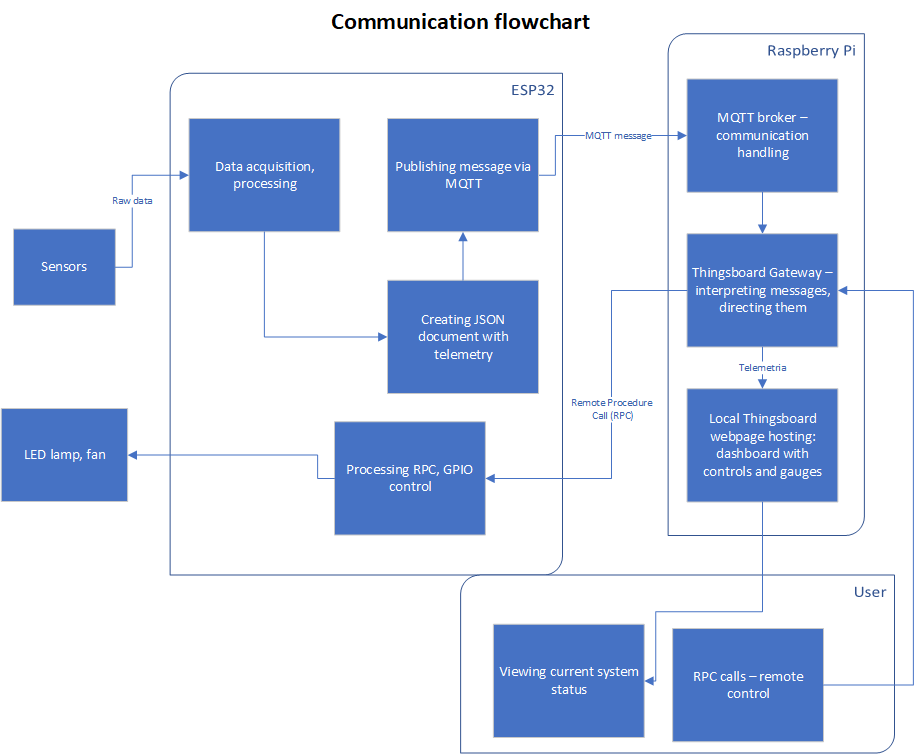 Communication flowchart
Raspberry Pi
ESP32
MQTT broker –
communication
handling
Data acquisition,
processing
Publishing message via
MQTT
MQTT message
Raw data
Sensors
Thingsboard Gateway –
interpreting messages,
directing them
Creating JSON
document with
telemetry
Telemetria
Remote Procedure
Call (RPC)
Local Thingsboard
webpage hosting:
dashboard with
controls and gauges
LED lamp, fan
Processing RPC, GPIO
control
User
Viewing current system
status
RPC calls – remote
control